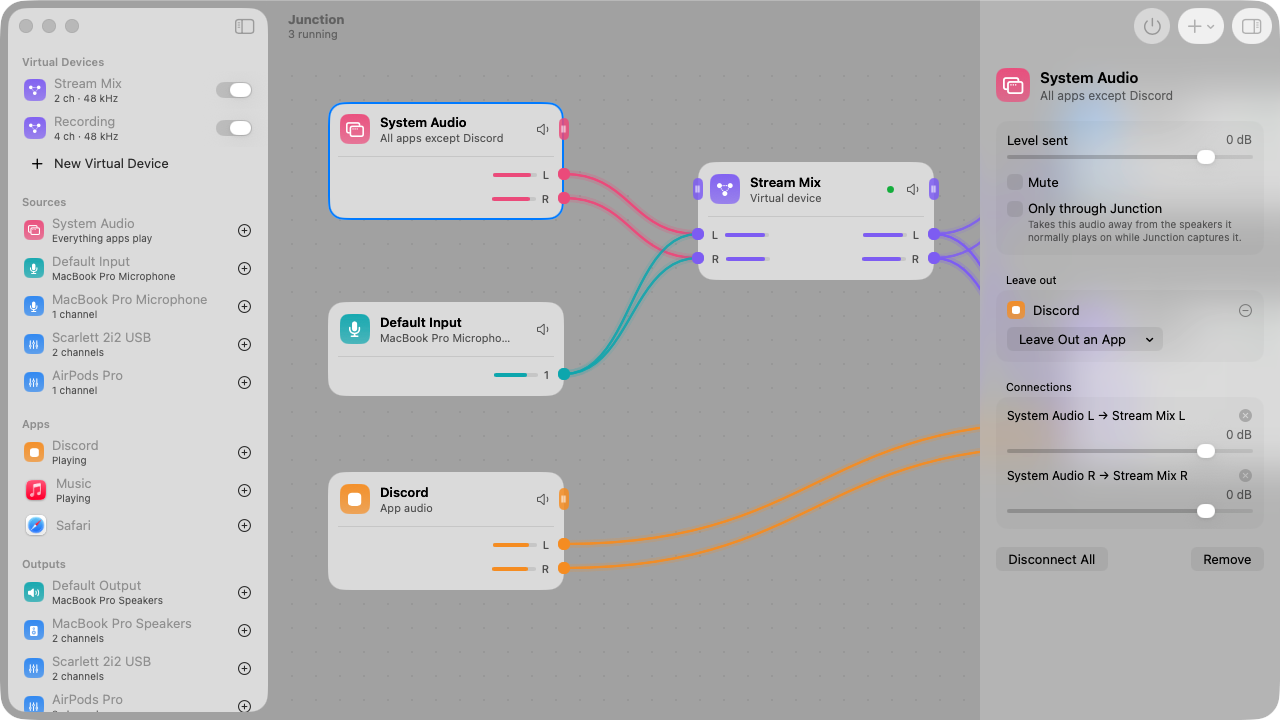 Junction
3 running
Virtual Devices
Stream Mix
2 ch · 48 kHz
Recording
4 ch · 48 kHz
New Virtual Device
Sources
System Audio
Everything apps play
Default Input
MacBook Pro Microphone
MacBook Pro Microphone
1 channel
Scarlett 2i2 USB
2 channels
AirPods Pro
1 channel
Apps
Discord
Playing
Music
Playing
Safari
Outputs
Default Output
MacBook Pro Speakers
MacBook Pro Speakers
2 channels
Scarlett 2i2 USB
2 channels
AirPods Pro
System Audio
All apps except Discord
L
R
Default Input
MacBook Pro Micropho...
1
Discord
App audio
L
R
Stream Mix
Virtual device
L L
R R
System Audio
All apps except Discord
Level sent 0 dB
Mute
Only through Junction
Takes this audio away from the speakers it
normally plays on while Junction captures it.
Leave out
Discord
Leave Out an App
Connections
System Audio L → Stream Mix L
0 dB
System Audio R → Stream Mix R
0 dB
Disconnect All Remove